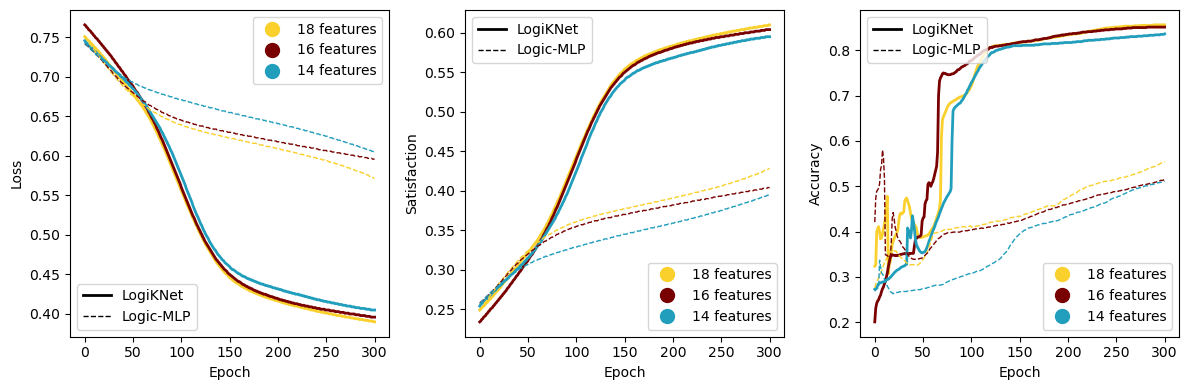 0.75
0.70
0.65
0.60
0.55
0.50
0.45
0.40
Loss
18 features
16 features
14 features
LogiKNet
Logic-MLP
0 50 100 150 200 250 300
Epoch
0.60
0.55
0.50
0.45
0.40
0.35
0.30
0.25
Satisfaction
LogiKNet
Logic-MLP
18 features
16 features
14 features
0 50 100 150 200 250 300
Epoch
0.8
0.7
0.6
0.5
0.4
0.3
0.2
Accuracy
LogiKNet
Logic-MLP
18 features
16 features
14 features
0 50 100 150 200 250 300
Epoch